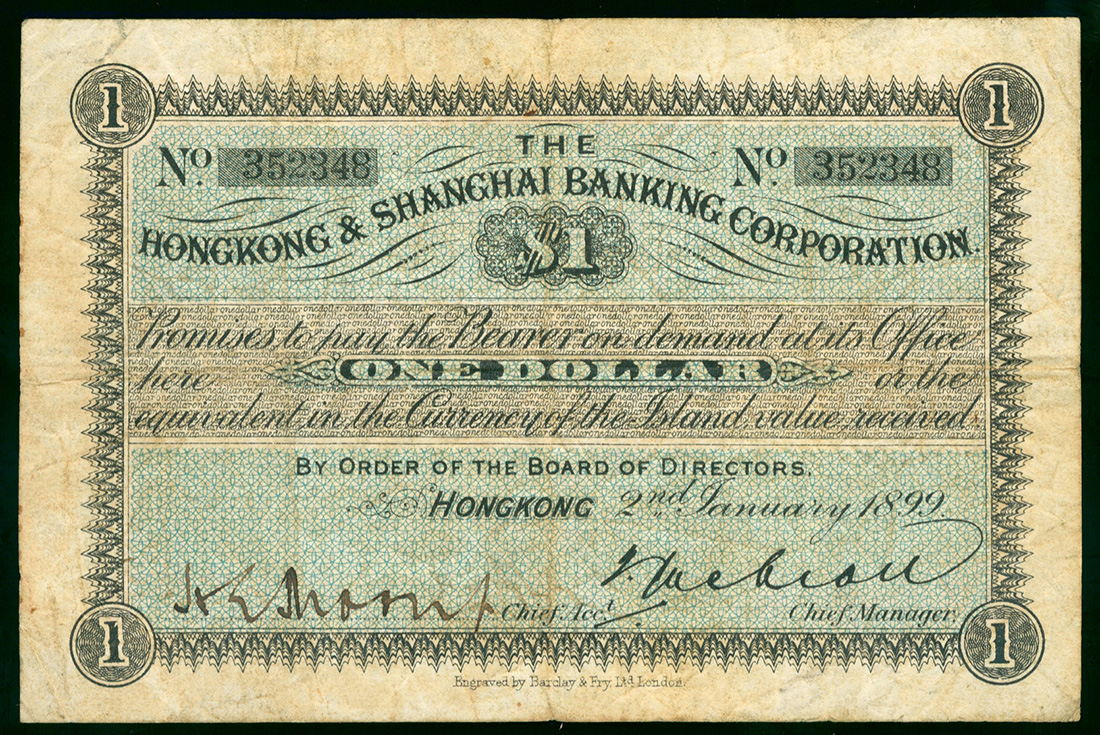 1 1
THE
No. 352348 No. 352348
HONGKONG & SHANGHAI BANKING CORPORATION.
$1
Promises to pay the Bearer on demand at its Office
here ONE DOLLAR or the
equivalent in the Currency of the Island value received.
BY ORDER OF THE BOARD OF DIRECTORS.
HONGKONG 2nd January 1899.
Chief Acct. Chief Manager.
1 1
Engraved by Barclay & Fry, Ltd London.